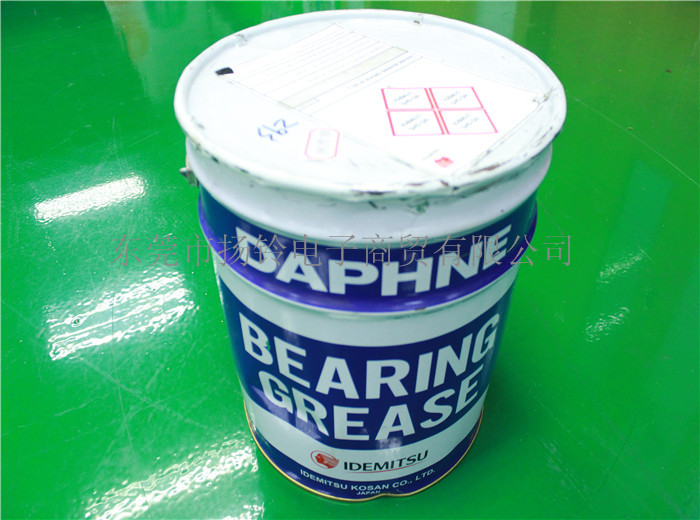 DAPHNE
东莞市扬铃电子商贸有限公司
BEARING
GREASE
IDEMITSU
IDEMITSU KOSAN CO., LTD.
JAPAN